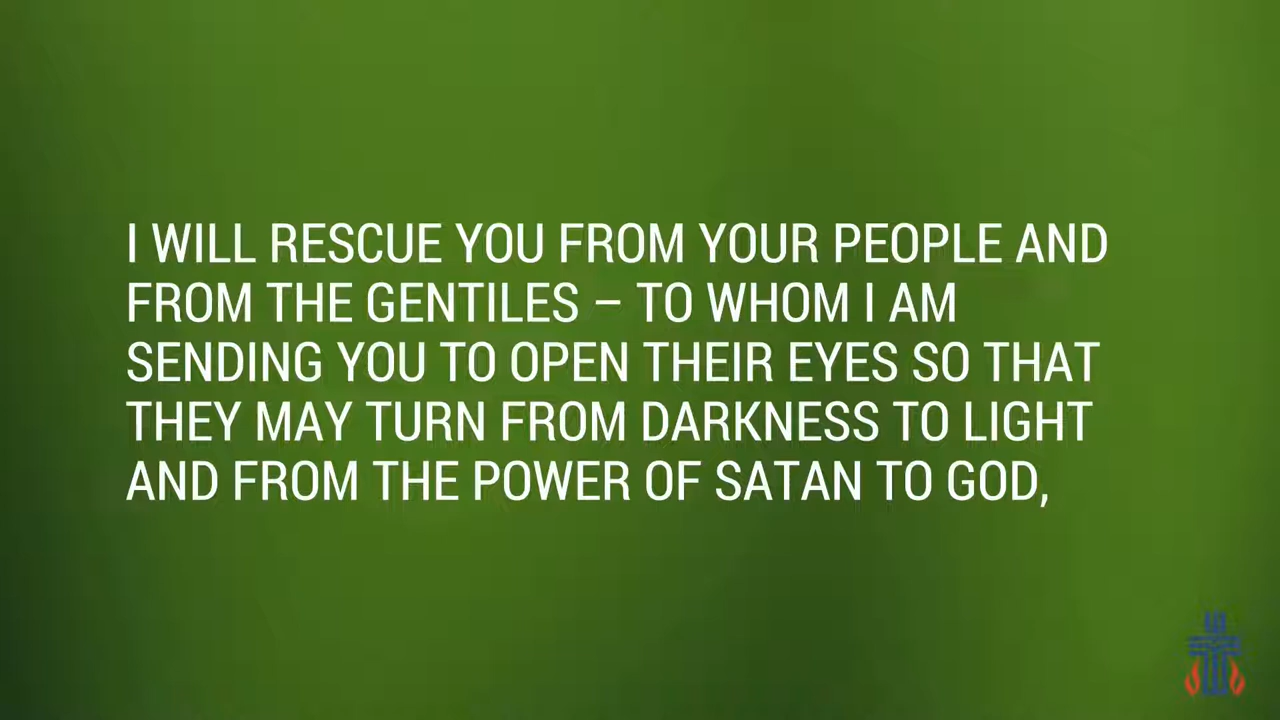 I WILL RESCUE YOU FROM YOUR PEOPLE AND
FROM THE GENTILES – TO WHOM I AM
SENDING YOU TO OPEN THEIR EYES SO THAT
THEY MAY TURN FROM DARKNESS TO LIGHT
AND FROM THE POWER OF SATAN TO GOD,